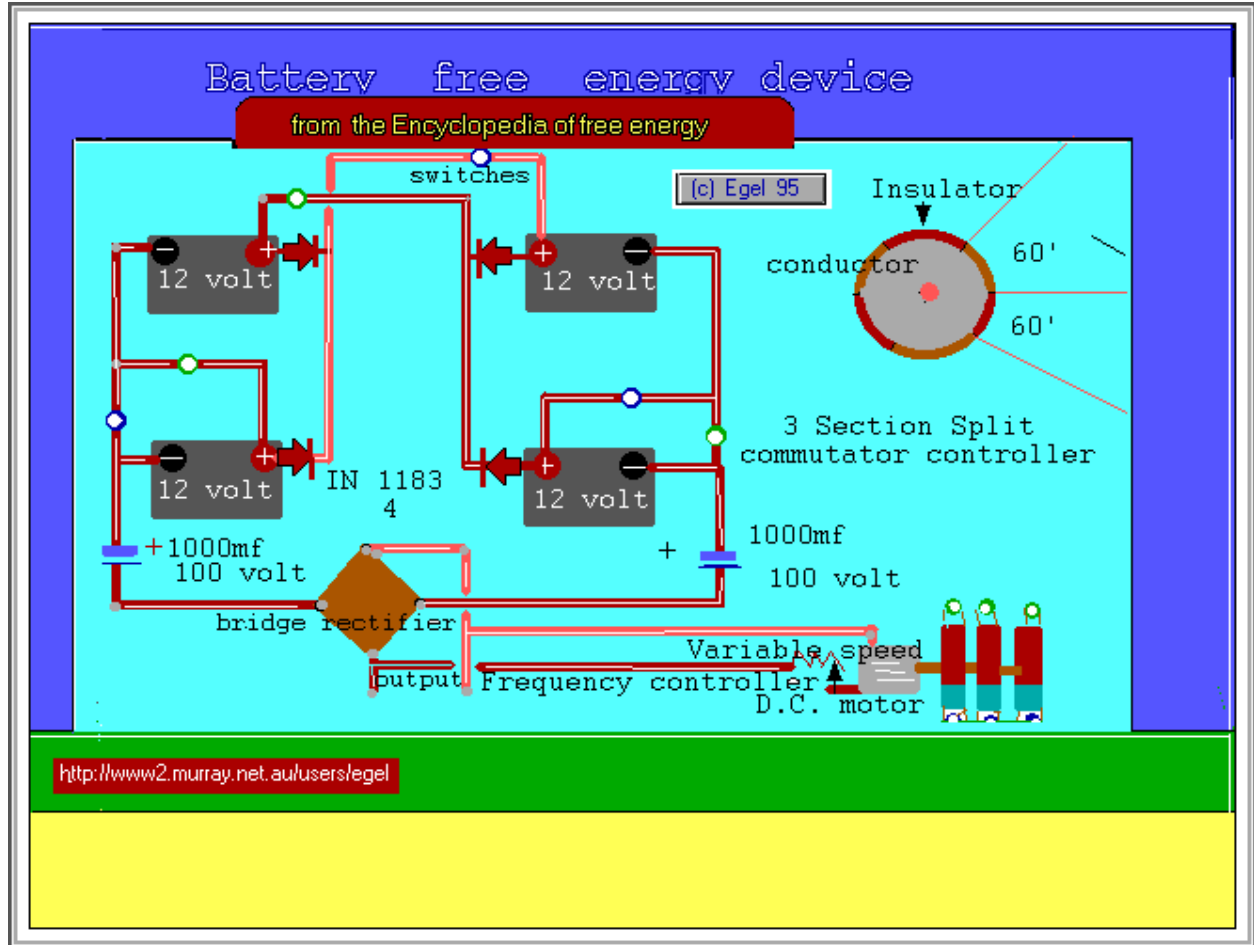 Battery free energy device
from the Encyclopedia of free energy
switches
(c) Egel 95
Insulator
conductor
60'
60'
+
-
12 volt
+
-
12 volt
+
-
12 volt
+
-
12 volt
3 Section Split
commutator controller
IN 1183
4
+1000mf
100 volt
+
1000mf
100 volt
bridge rectifier
output
Variable speed
Frequency controller
D.C. motor
http://www2.murray.net.au/users/egel